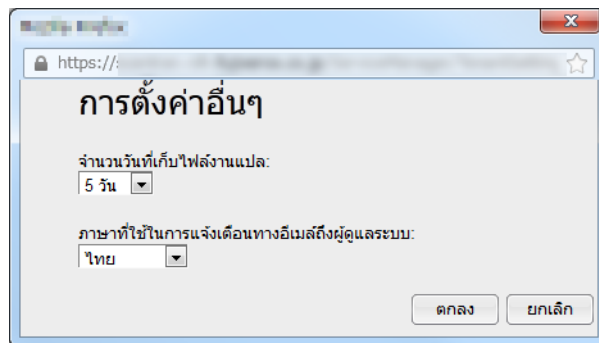 https://
การตั้งค่าอื่นๆ
จำนวนวันที่เก็บไฟล์งานแปล:
5 วัน
ภาษาที่ใช้ในการแจ้งเตือนทางอีเมล์ถึงผู้ดูแลระบบ:
ไทย
ตกลง ยกเลิก